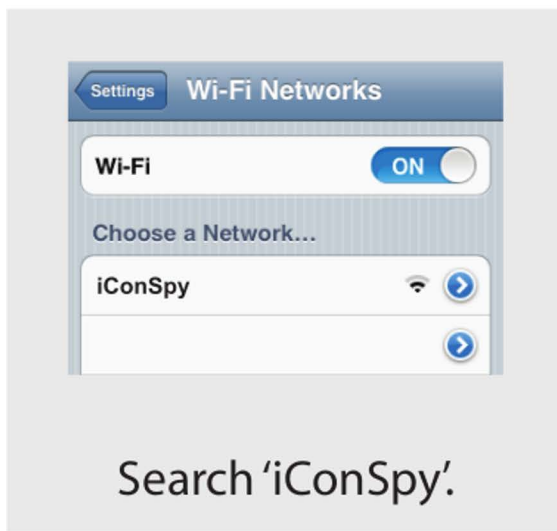 Settings Wi-Fi Networks
Wi-Fi ON
Choose a Network...
iConSpy
Search ‘iConSpy’.